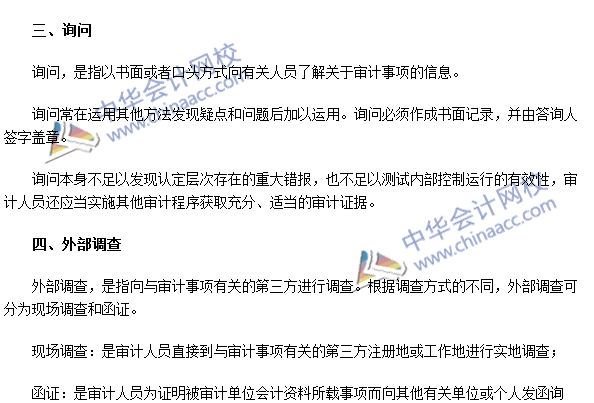 三、询问
询问，是指以书面或者口头方式向有关人员了解关于审计事项的信息。
询问常在运用其他方法发现疑点和问题后加以运用。询问必须作成书面记录，并由答询人
签字盖章。
中华会计网校
www.chinaacc.com
询问本身不足以发现认定层次存在的重大错报，也不足以测试内部控制运行的有效性，审
计人员还应当实施其他审计程序获取充分、适当的审计证据。
四、外部调查
中华会计网校
www.chinaacc.com
外部调查，是指向与审计事项有关的第三方进行调查。根据调查方式的不同，外部调查可
分为现场调查和函证。
现场调查：是审计人员直接到与审计事项有关的第三方注册地或工作地进行实地调查；
函证：是审计人员为证明被审计单位会计资料所载事项而向其他有关单位或个人发函询